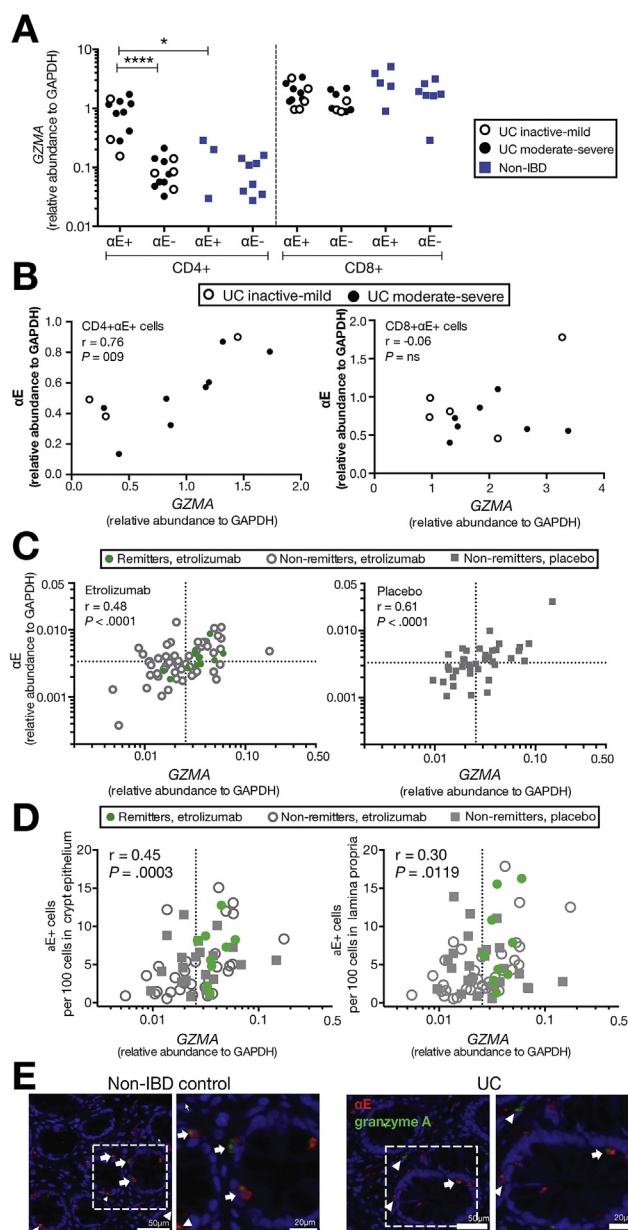 A
*
****
GZMA
(relative abundance to GAPDH)
10
1
0.1
0.01
αE+ αE- αE+ αE- αE+ αE- αE+ αE-
CD4+ CD8+
UC inactive-mild
UC moderate-severe
Non-IBD
B
UC inactive-mild UC moderate-severe
αE
(relative abundance to GAPDH)
1.0
0.8
0.6
0.4
0.2
0.0
CD4+αE+ cells
r = 0.76
P = 009
0.0 0.5 1.0 1.5 2.0
GZMA
(relative abundance to GAPDH)
αE
(relative abundance to GAPDH)
2.0
1.5
1.0
0.5
0.0
CD8+αE+ cells
r = -0.06
P = ns
0 1 2 3 4
GZMA
(relative abundance to GAPDH)
C
Remitters, etrolizumab Non-remitters, etrolizumab Non-remitters, placebo
αE
(relative abundance to GAPDH)
0.05
0.010
0.001
Etrolizumab
r = 0.48
P < .0001
0.01 0.1 0.50
GZMA
(relative abundance to GAPDH)
0.05
0.010
0.001
Placebo
r = 0.61
P < .0001
0.01 0.1 0.50
GZMA
(relative abundance to GAPDH)
D
Remitters, etrolizumab Non-remitters, etrolizumab Non-remitters, placebo
aE+ cells
per 100 cells in crypt epithelium
20
15
10
5
0
r = 0.45
P = .0003
0.01 0.1 0.5
GZMA
(relative abundance to GAPDH)
aE+ cells
per 100 cells in lamina propria
20
15
10
5
0
r = 0.30
P = .0119
0.01 0.1 0.5
GZMA
(relative abundance to GAPDH)
E
Non-IBD control
50µm
20µm
UC
αE
granzyme A
50µm
20µm